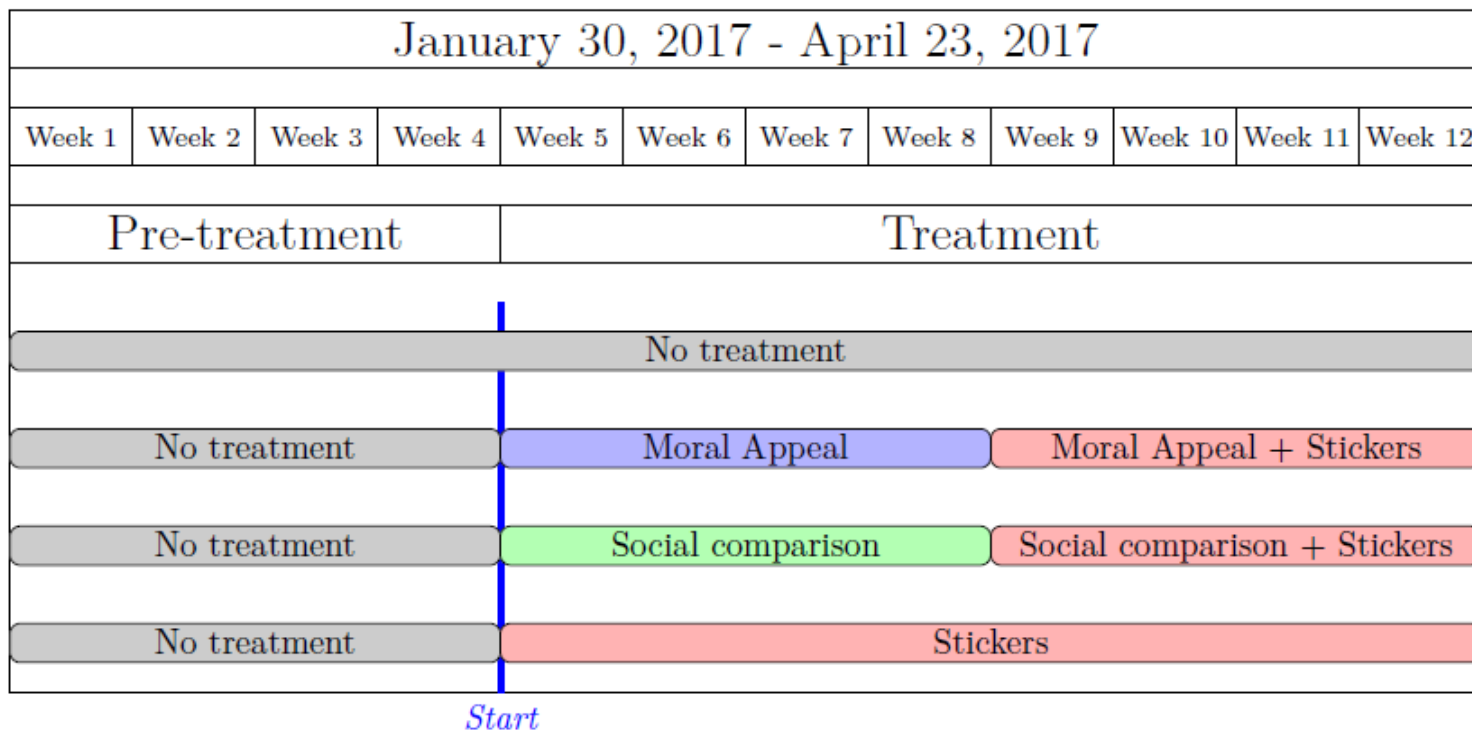 January 30, 2017 - April 23, 2017
Week 1 Week 2 Week 3 Week 4 Week 5 Week 6 Week 7 Week 8 Week 9 Week 10 Week 11 Week 12
Pre-treatment Treatment
No treatment
No treatment Moral Appeal Moral Appeal + Stickers
No treatment Social comparison Social comparison + Stickers
No treatment Stickers
Start